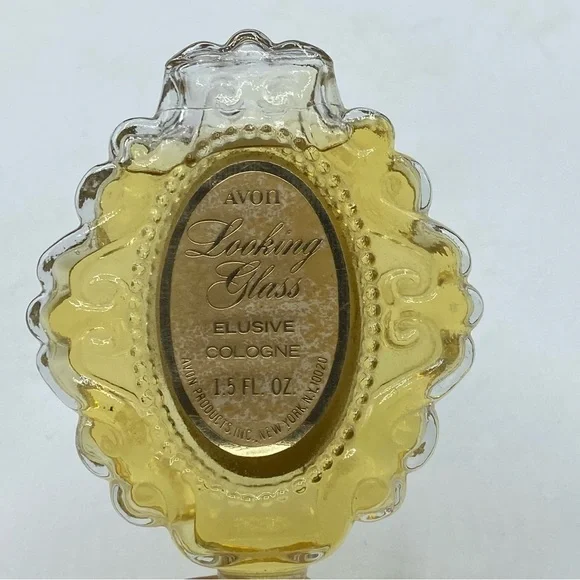 AVON
Looking
Glass
ELUSIVE
COLOGNE
1.5 FL. OZ.
AVON PRODUCTS INC., NEW YORK, N.Y. 10020